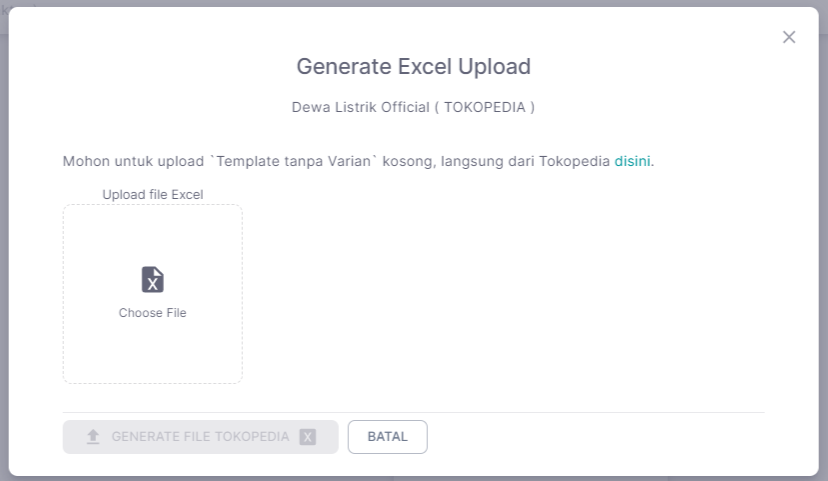 Generate Excel Upload
Dewa Listrik Official ( TOKOPEDIA )
Mohon untuk upload `Template tanpa Varian` kosong, langsung dari Tokopedia disini.
Upload file Excel
Choose File
GENERATE FILE TOKOPEDIA
BATAL